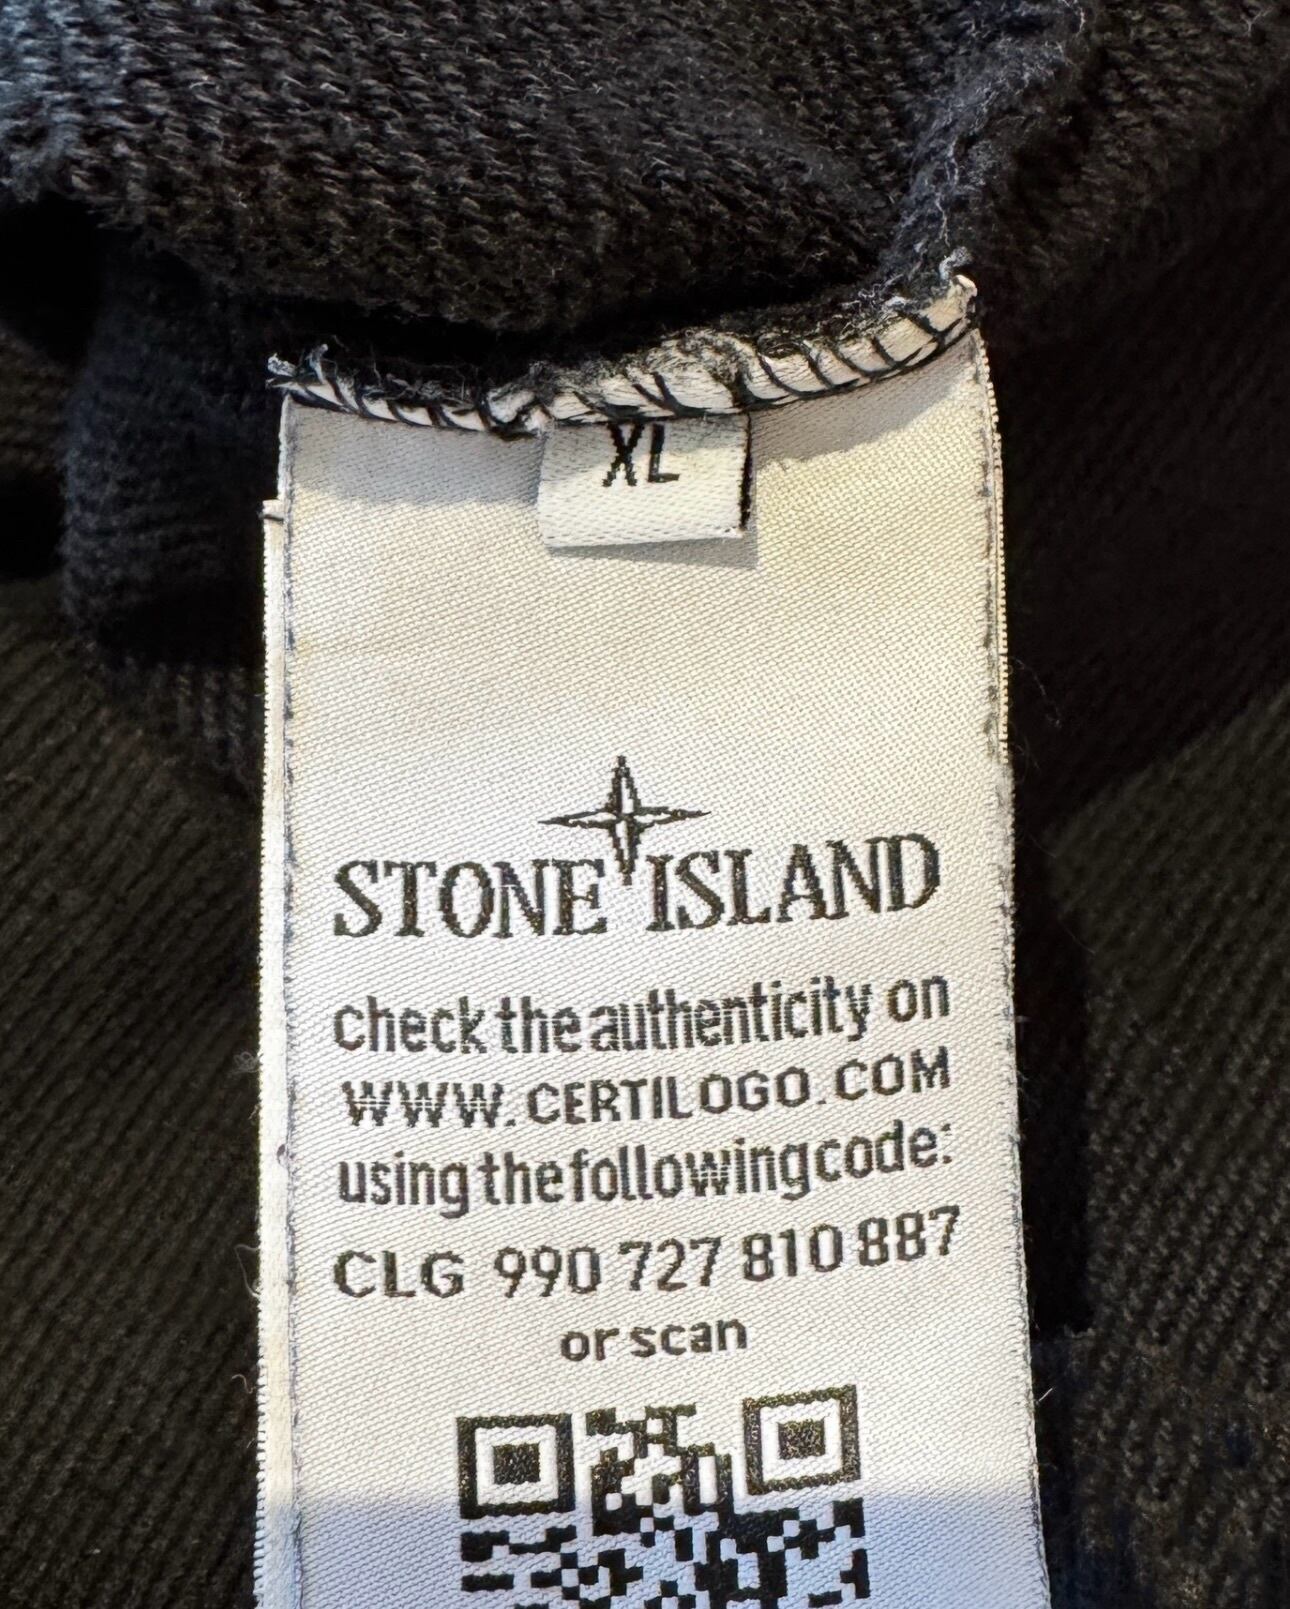 XL
STONE ISLAND
check the authenticity on
WWW.CERTILOGO.COM
using the following code:
CLG 990 727 810 887
or scan